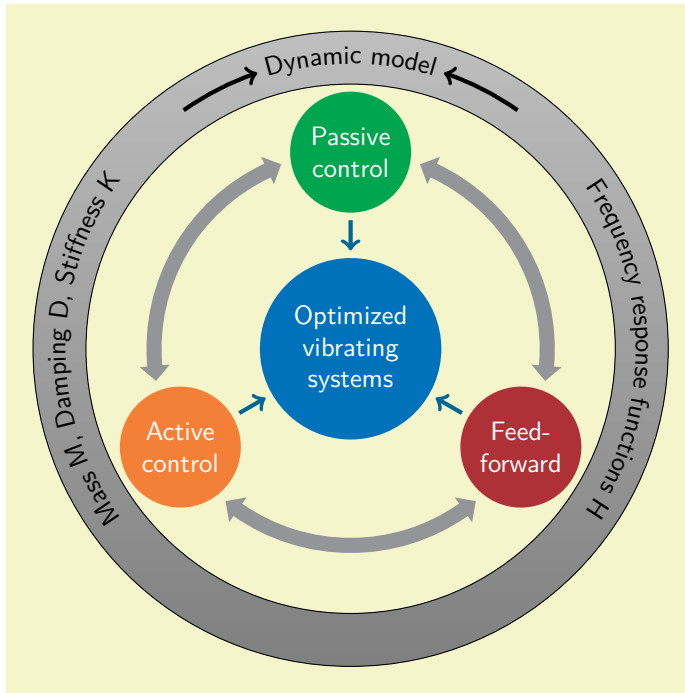 Dynamic model
Passive
control
Mass M, Damping D, Stiffness K
Frequency response functions H
Optimized
vibrating
systems
Active
control
Feed-
forward